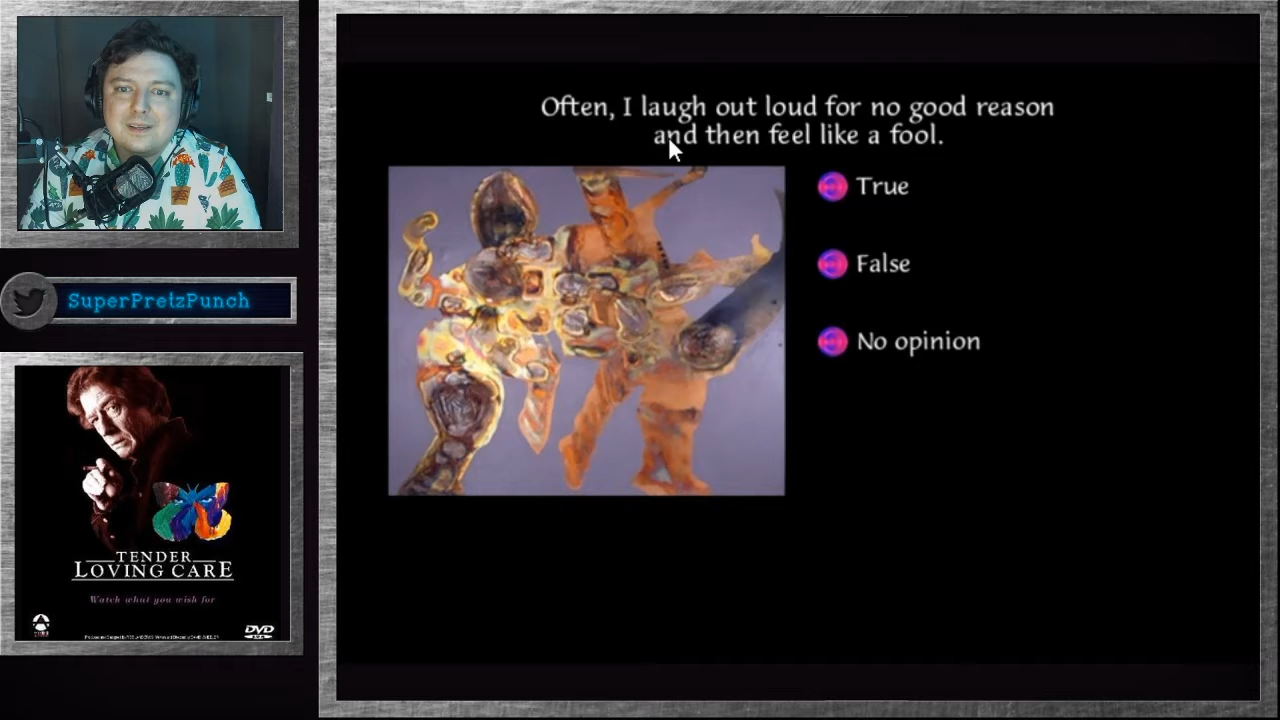 Often, I laugh out loud for no good reason
and then feel like a fool.
True
False
No opinion
SuperPretzPunch
TENDER
LOVING CARE
Watch what you wish for
DVD